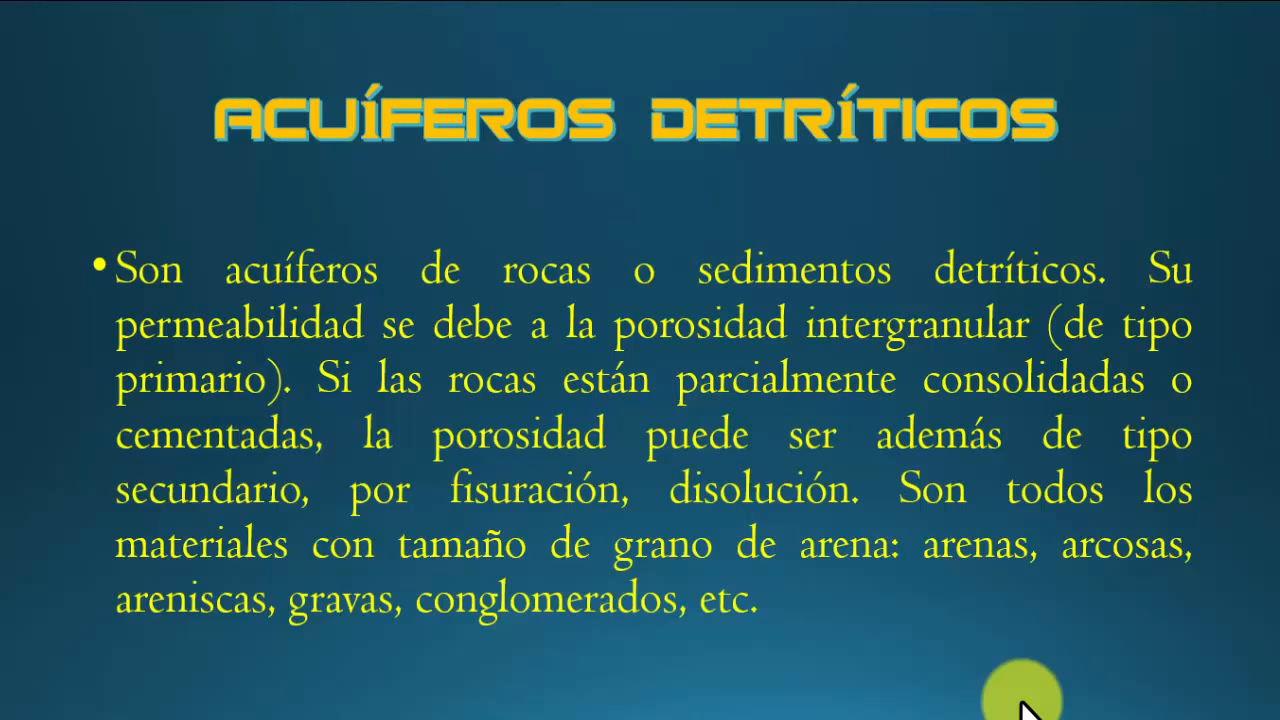 ACUÍFEROS DETRÍTICOS
•Son acuíferos de rocas o sedimentos detríticos. Su
permeabilidad se debe a la porosidad intergranular (de tipo
primario). Si las rocas están parcialmente consolidadas o
cementadas, la porosidad puede ser además de tipo
secundario, por fisuración, disolución. Son todos los
materiales con tamaño de grano de arena: arenas, arcosas,
areniscas, gravas, conglomerados, etc.